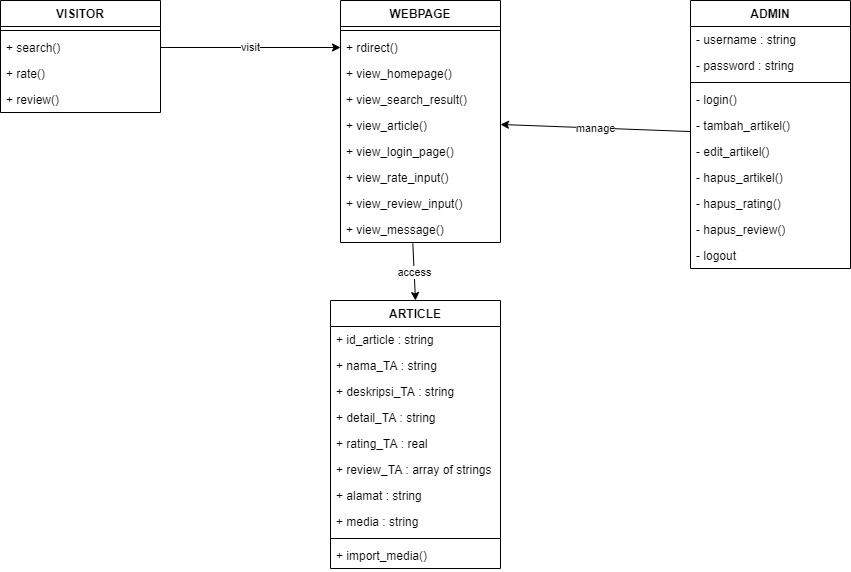 VISITOR
+ search()
+ rate()
+ review()
visit
WEBPAGE
+ rdirect()
+ view_homepage()
+ view_search_result()
+ view_article()
+ view_login_page()
+ view_rate_input()
+ view_review_input()
+ view_message()
manage
ADMIN
- username : string
- password : string
- login()
- tambah_artikel()
- edit_artikel()
- hapus_artikel()
- hapus_rating()
- hapus_review()
- logout
access
ARTICLE
+ id_article : string
+ nama_TA : string
+ deskripsi_TA : string
+ detail_TA : string
+ rating_TA : real
+ review_TA : array of strings
+ alamat : string
+ media : string
+ import_media()